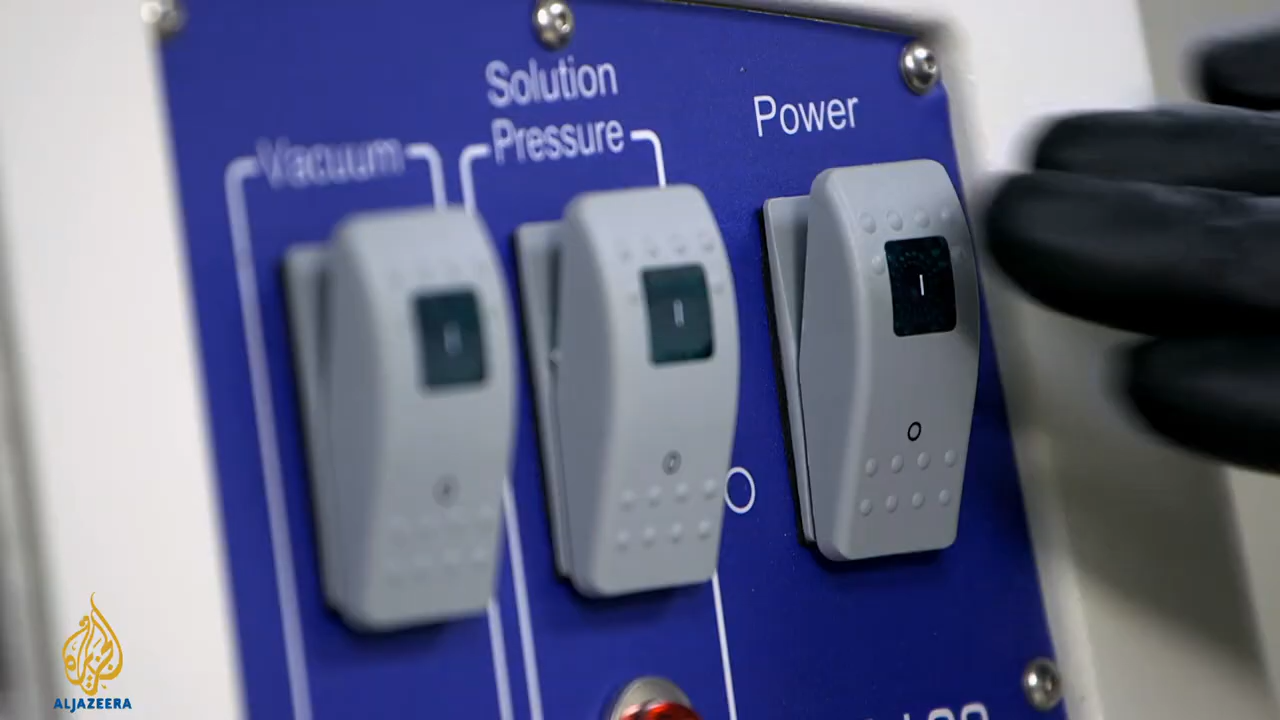 Solution
Vacuum
Pressure
Power
I
I
I
O
O
O
ALJAZEERA